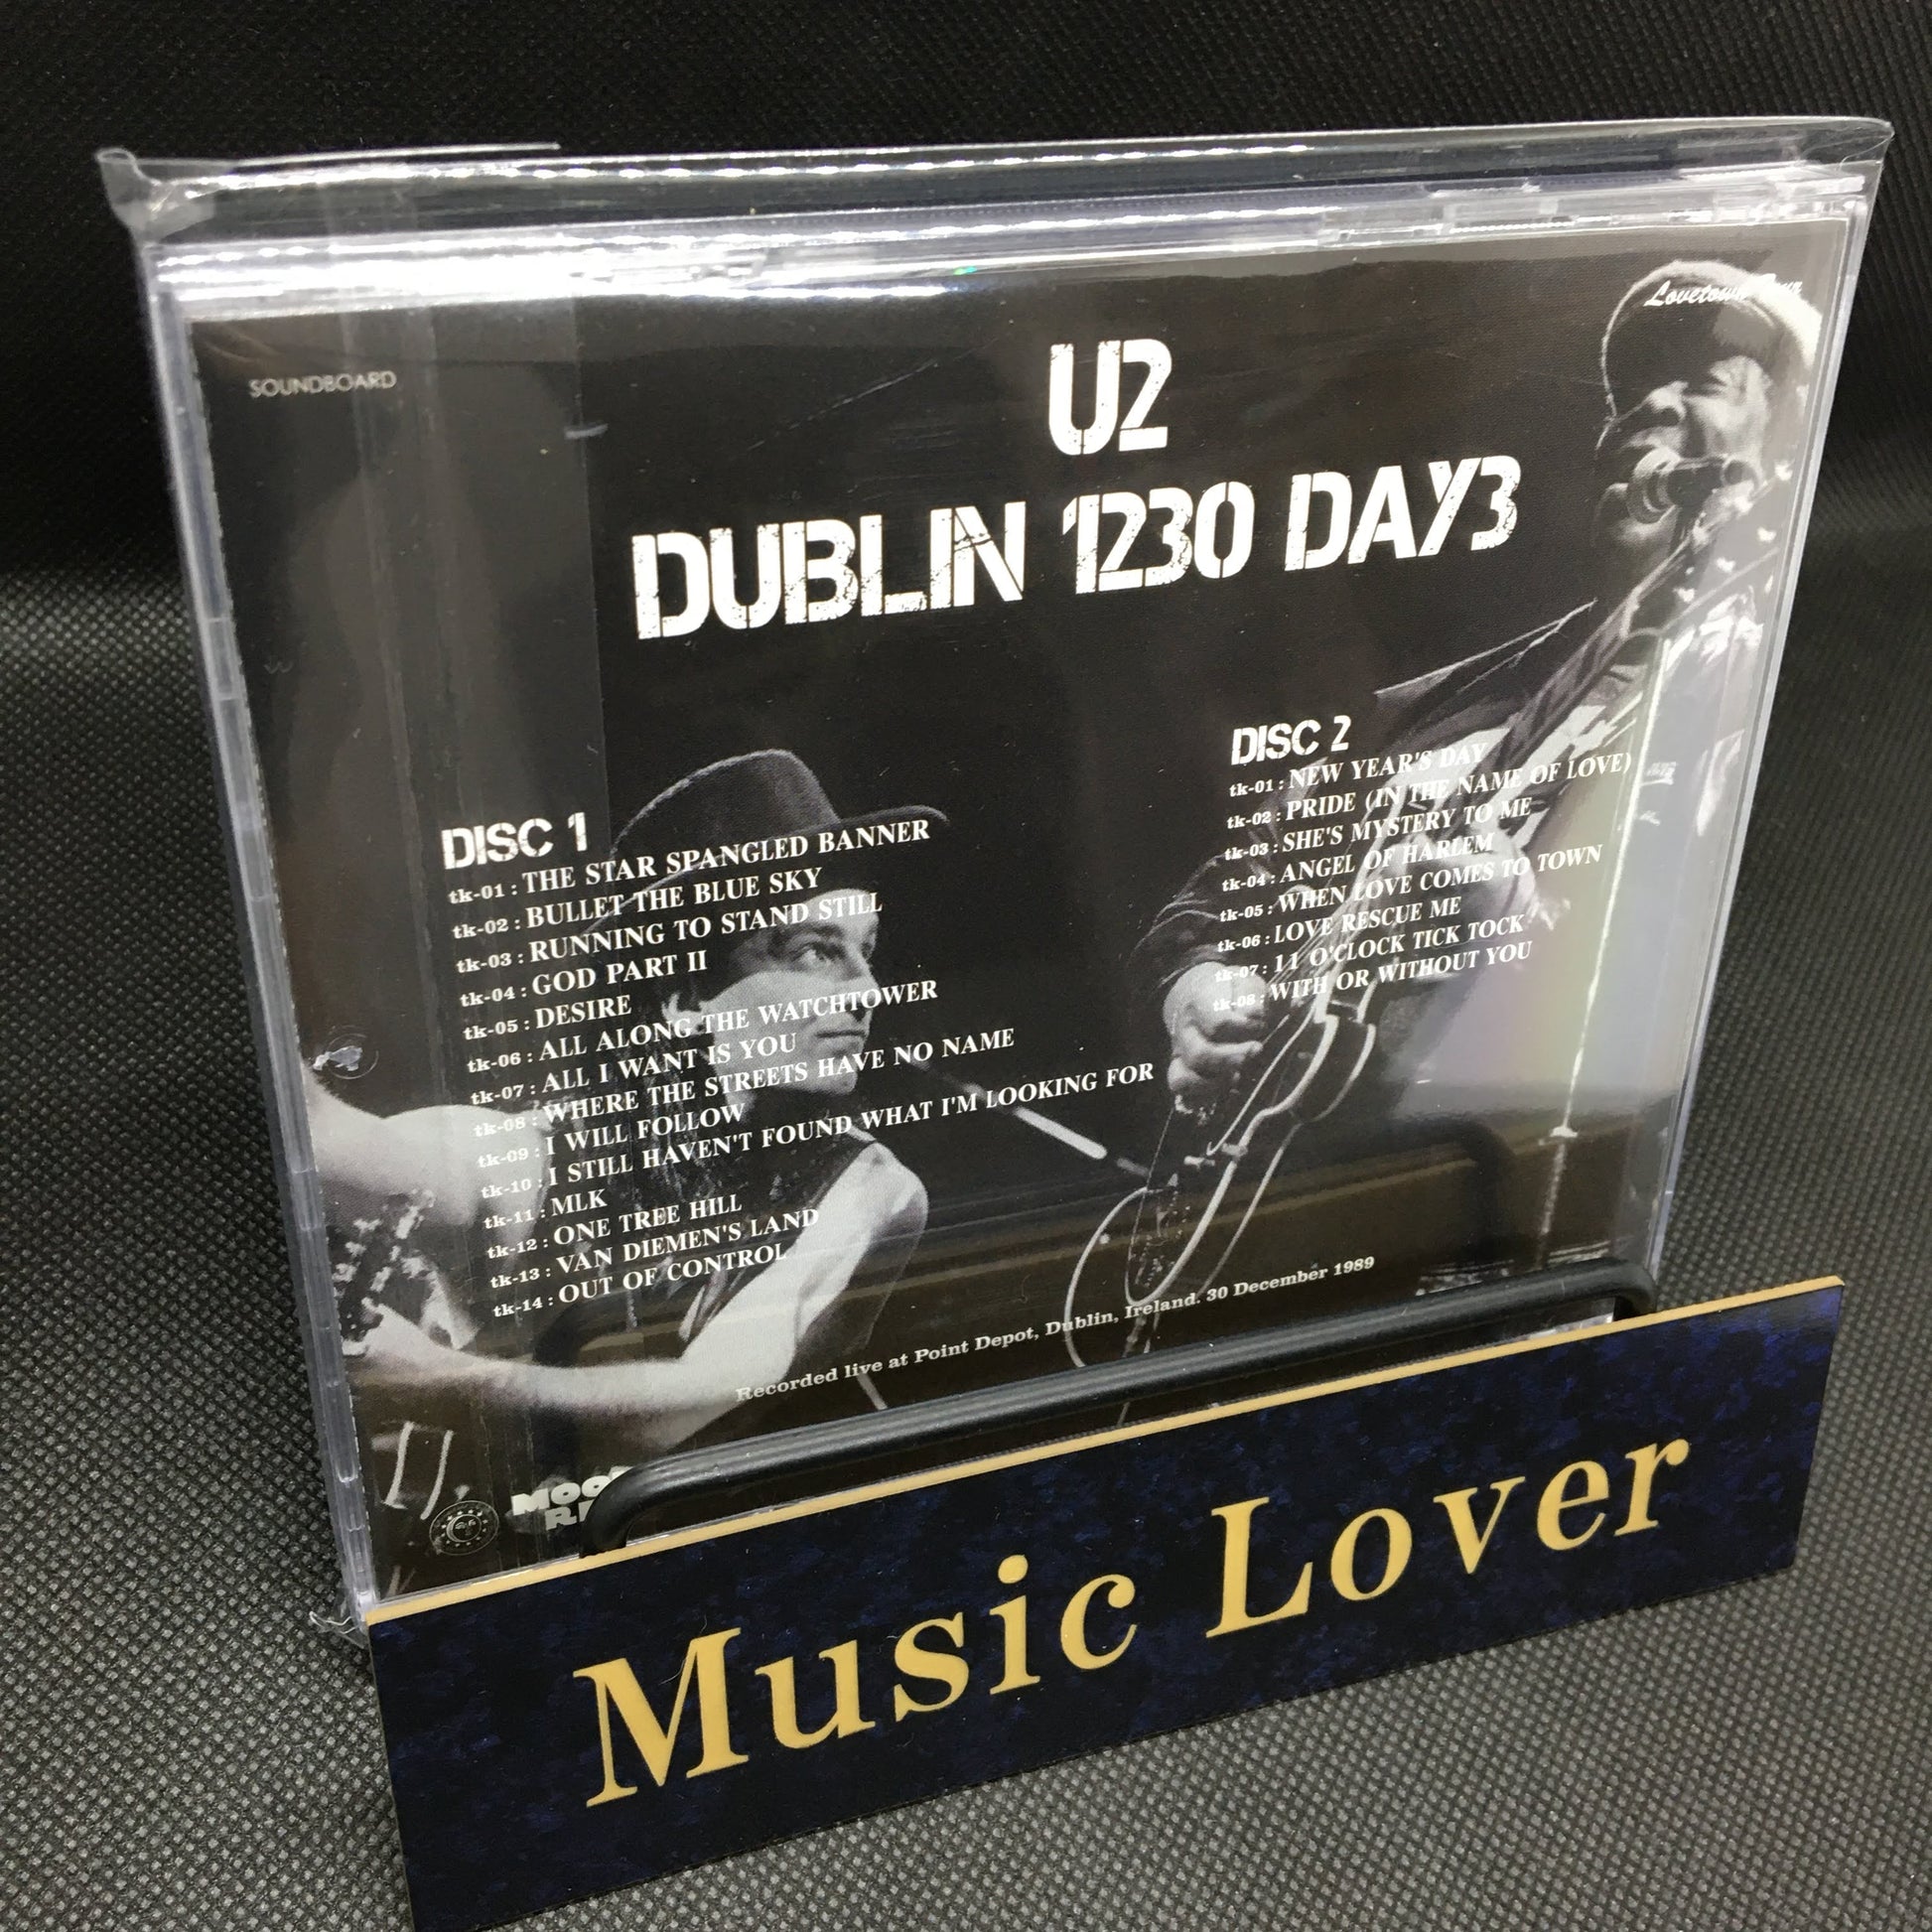 SOUNDBOARD
Lovetown Tour
U2
DUBLIN 1230 DAY3
DISC 1
tk-01 : THE STAR SPANGLED BANNER
tk-02 : BULLET THE BLUE SKY
tk-03 : RUNNING TO STAND STILL
tk-04 : GOD PART II
tk-05 : DESIRE
tk-06 : ALL ALONG THE WATCHTOWER
tk-07 : ALL I WANT IS YOU
tk-08 : WHERE THE STREETS HAVE NO NAME
tk-09 : I WILL FOLLOW
tk-10 : I STILL HAVEN'T FOUND WHAT I'M LOOKING FOR
tk-11 : MLK
tk-12 : ONE TREE HILL
tk-13 : VAN DIEMEN'S LAND
tk-14 : OUT OF CONTROL
DISC 2
tk-01 : NEW YEAR'S DAY
tk-02 : PRIDE (IN THE NAME OF LOVE)
tk-03 : SHE'S MYSTERY TO ME
tk-04 : ANGEL OF HARLEM
tk-05 : WHEN LOVE COMES TO TOWN
tk-06 : LOVE RESCUE ME
tk-07 : 11 O'CLOCK TICK TOCK
tk-08 : WITH OR WITHOUT YOU
Recorded live at Point Depot, Dublin, Ireland. 30 December 1989
Music Lover